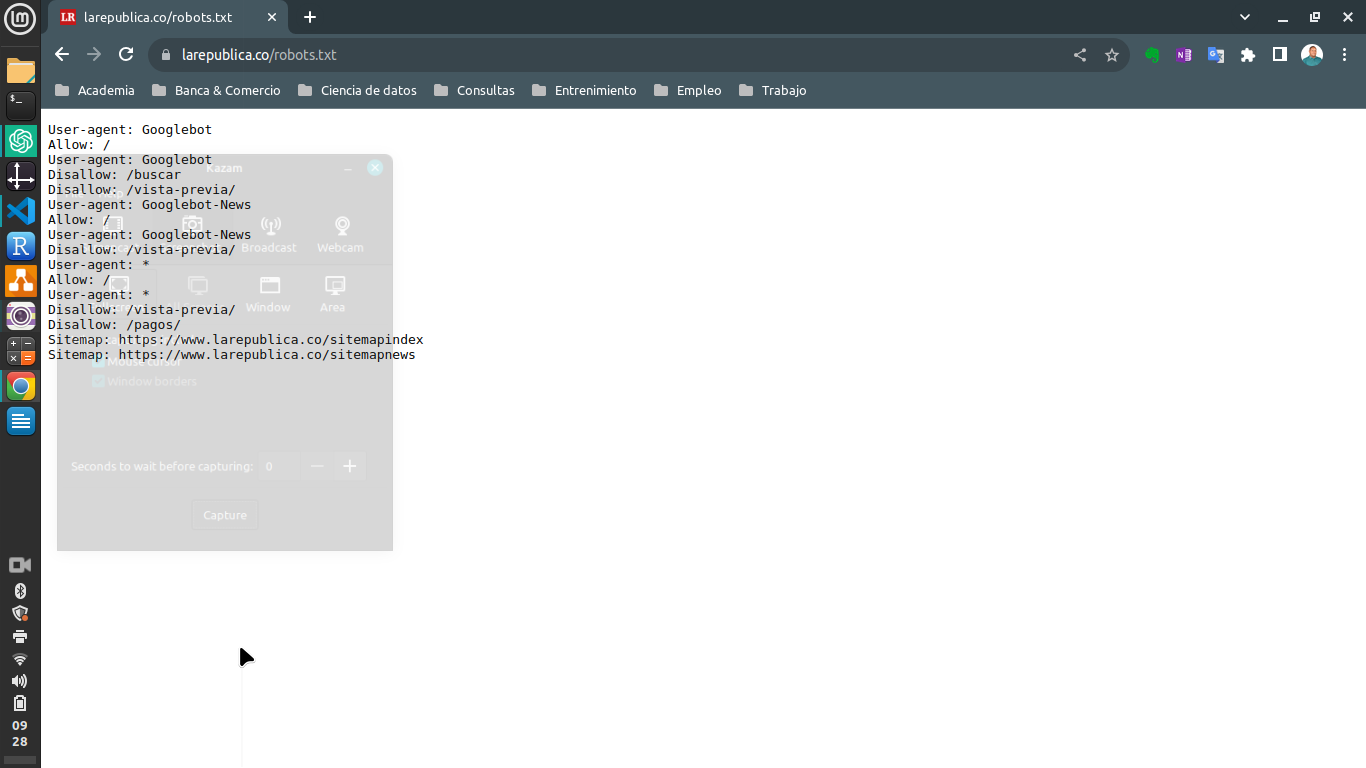 LR larepublica.co/robots.txt
larepublica.co/robots.txt
Academia Banca & Comercio Ciencia de datos Consultas Entrenimiento Empleo Trabajo
User-agent: Googlebot
Allow: /
User-agent: Googlebot
Disallow: /buscar
Disallow: /vista-previa/
User-agent: Googlebot-News
Allow: /
User-agent: Googlebot-News
Disallow: /vista-previa/
User-agent: *
Allow: /
User-agent: *
Disallow: /vista-previa/
Disallow: /pagos/
Sitemap: https://www.larepublica.co/sitemapindex
Sitemap: https://www.larepublica.co/sitemapnews
Kazam
Broadcast Webcam
Window Area
Mouse cursor
Window borders
Seconds to wait before capturing: 0
Capture
09
28